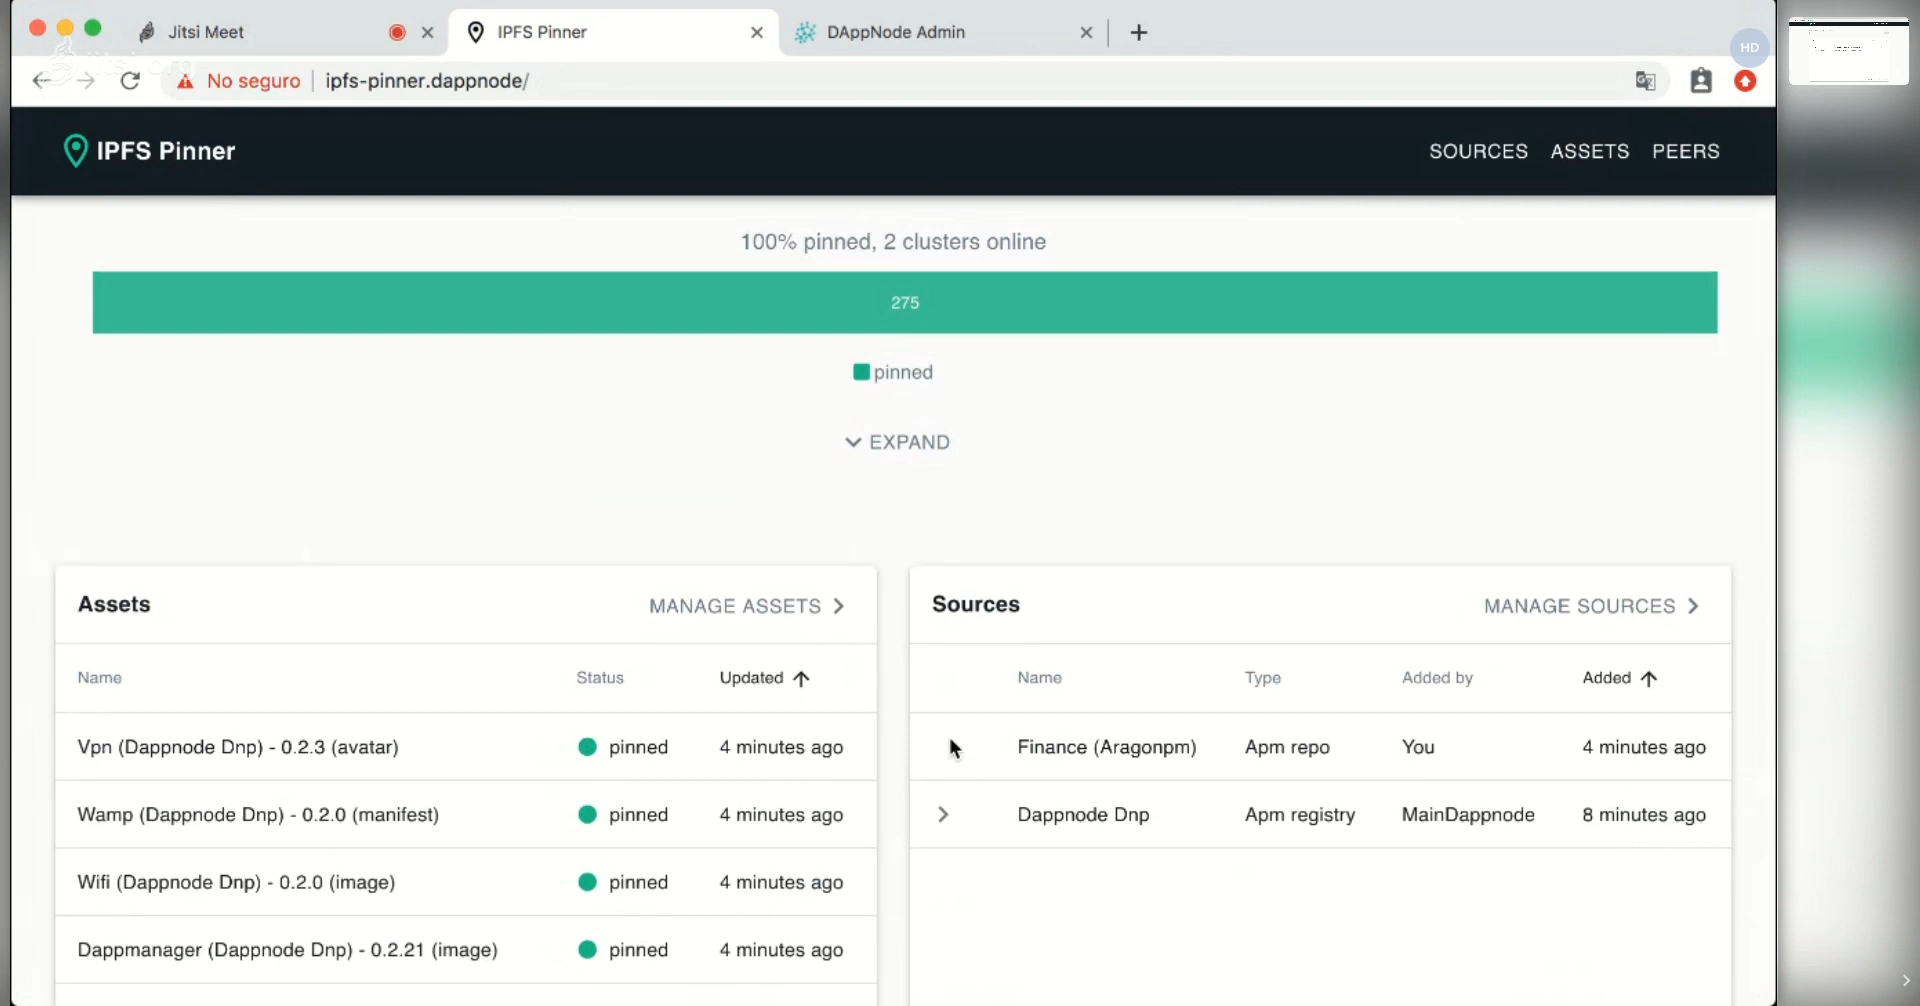 Jitsi Meet
IPFS Pinner
DAppNode Admin
HD
No seguro
ipfs-pinner.dappnode/
IPFS Pinner
SOURCES
ASSETS
PEERS
100% pinned, 2 clusters online
275
pinned
EXPAND
Assets
MANAGE ASSETS
Name Status Updated
Vpn (Dappnode Dnp) - 0.2.3 (avatar) pinned 4 minutes ago
Wamp (Dappnode Dnp) - 0.2.0 (manifest) pinned 4 minutes ago
Wifi (Dappnode Dnp) - 0.2.0 (image) pinned 4 minutes ago
Dappmanager (Dappnode Dnp) - 0.2.21 (image) pinned 4 minutes ago
Sources
MANAGE SOURCES
Name Type Added by Added
Finance (Aragonpm) Apm repo You 4 minutes ago
Dappnode Dnp Apm registry MainDappnode 8 minutes ago